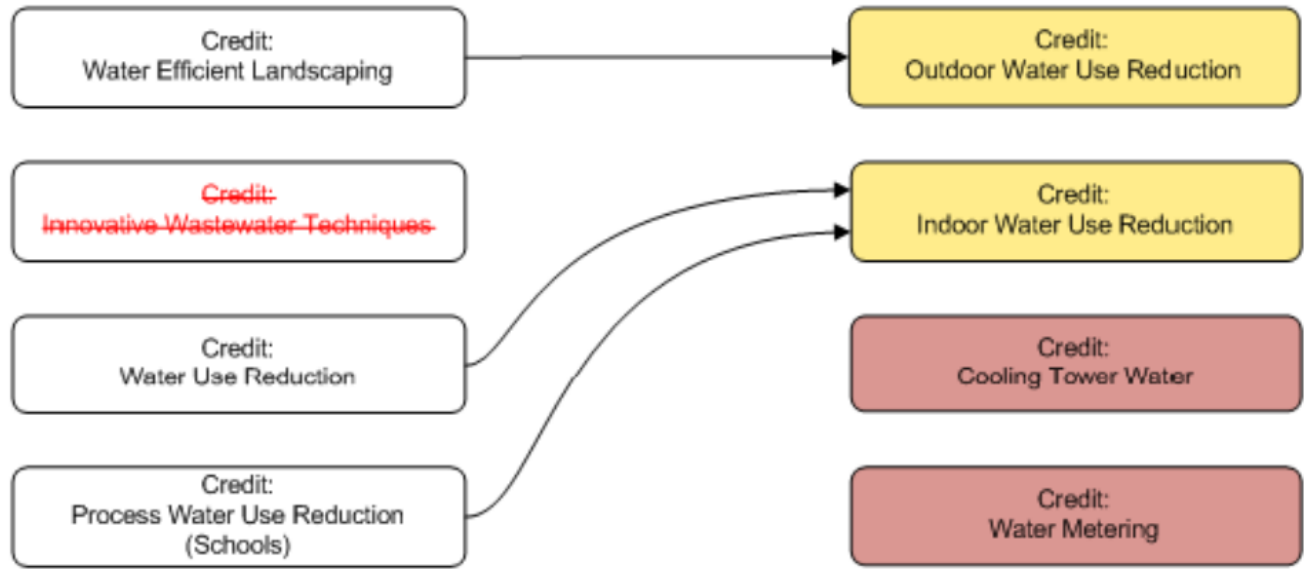 Credit:
Water Efficient Landscaping
Credit:
Outdoor Water Use Reduction
Credit:
Innovative Wastewater Techniques
Credit:
Indoor Water Use Reduction
Credit:
Water Use Reduction
Credit:
Cooling Tower Water
Credit:
Process Water Use Reduction
(Schools)
Credit:
Water Metering